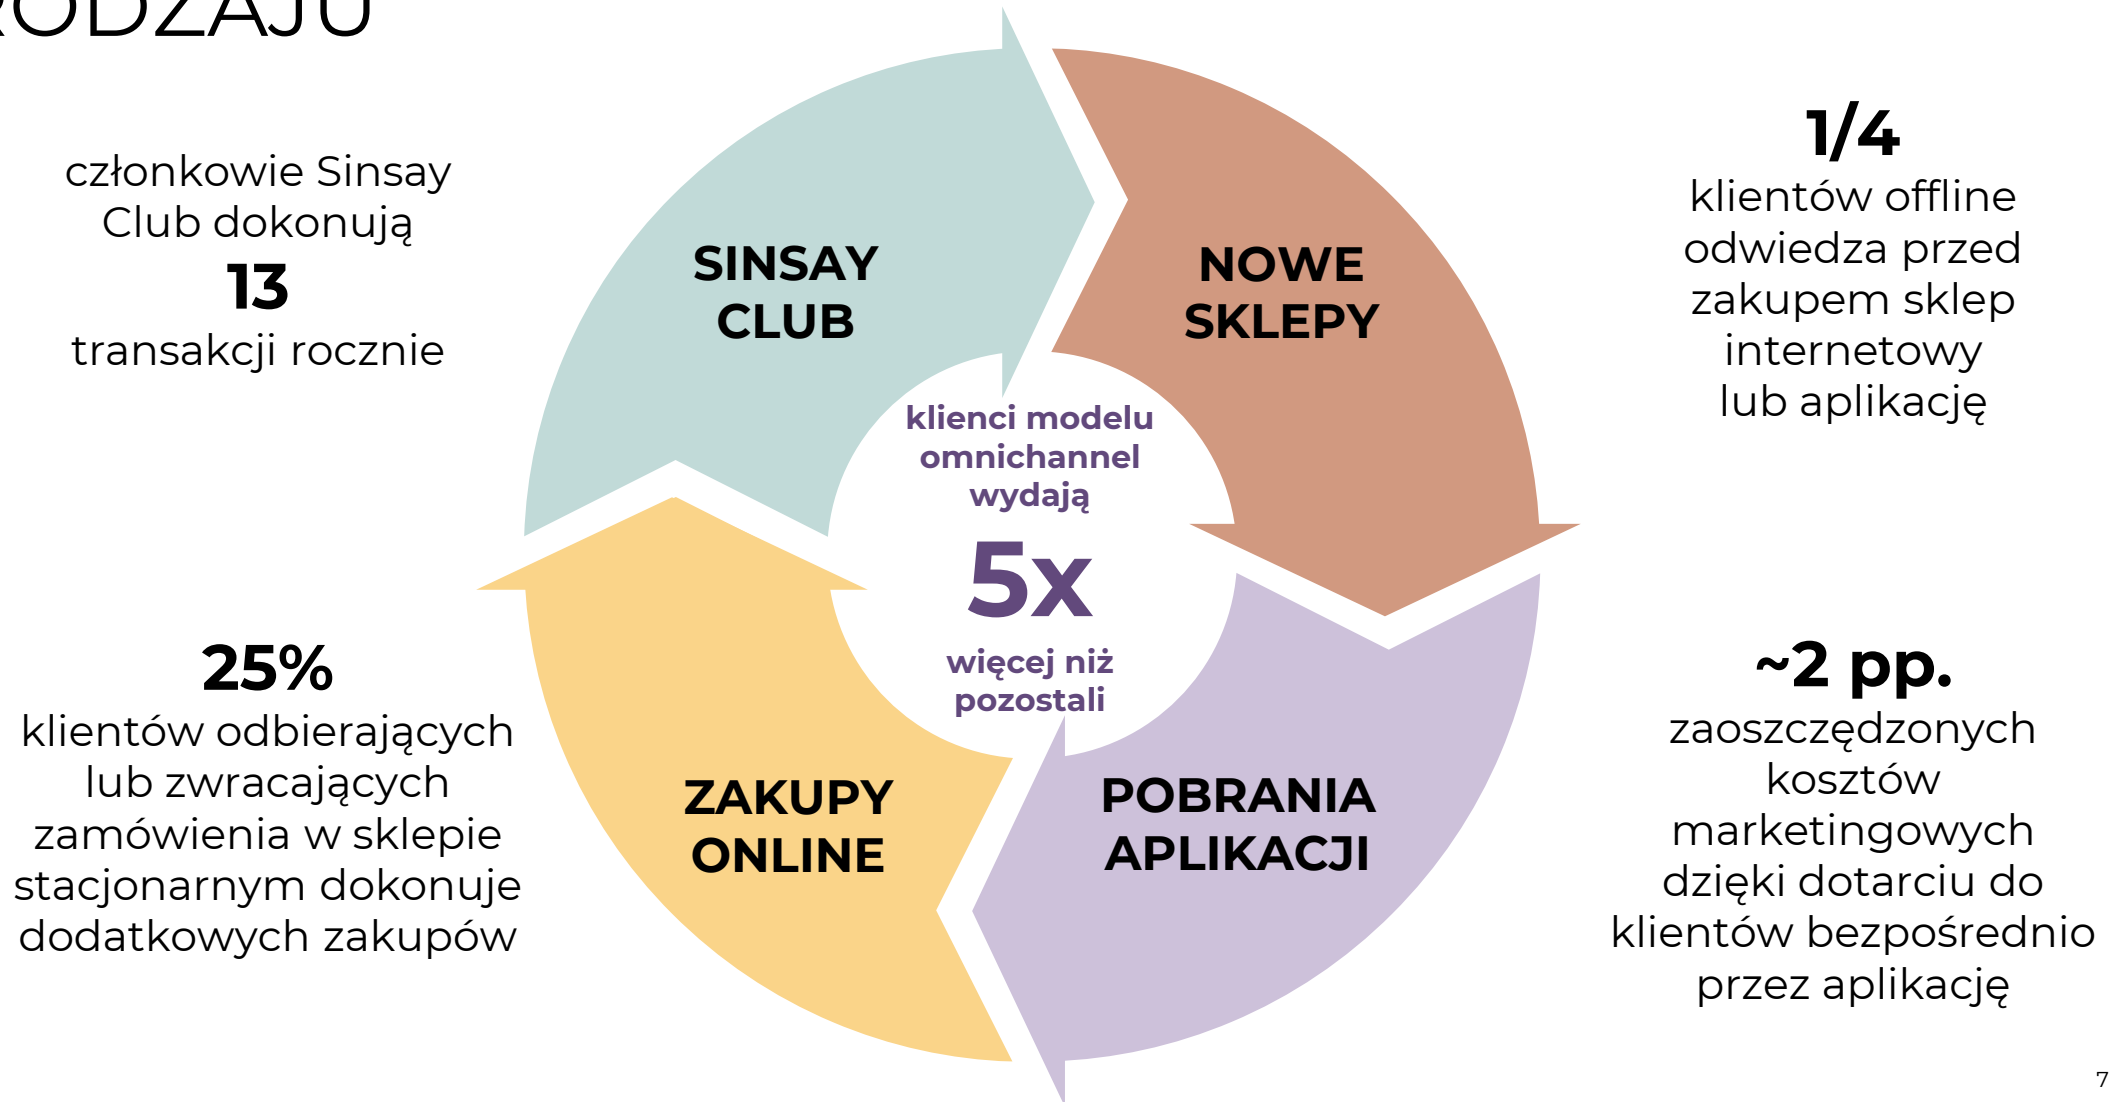 RODZAJU
członkowie Sinsay
Club dokonują
13
transakcji rocznie
SINSAY
CLUB
NOWE
SKLEPY
1/4
klientów offline
odwiedza przed
zakupem sklep
internetowy
lub aplikację
klienci modelu
omnichannel
wydają
5x
więcej niż
pozostali
25%
klientów odbierających
lub zwracających
zamówienia w sklepie
stacjonarnym dokonuje
dodatkowych zakupów
ZAKUPY
ONLINE
POBRANIA
APLIKACJI
~2 pp.
zaoszczędzonych
kosztów
marketingowych
dzięki dotarciu do
klientów bezpośrednio
przez aplikację
7